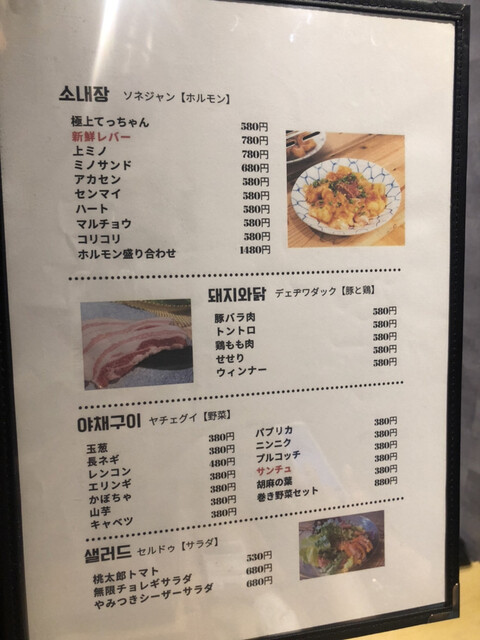 소내장 ソネジャン【ホルモン】
極上てっちゃん 580円
新鮮レバー 780円
上ミノ 780円
ミノサンド 680円
アカセン 580円
センマイ 580円
ハート 580円
マルチョウ 580円
コリコリ 580円
ホルモン盛り合わせ 1480円
돼지와닭 デェヂワダック【豚と鶏】
豚バラ肉 580円
トントロ 580円
鶏もも肉 580円
せせり 580円
ウィンナー 580円
야채구이 ヤチェグイ【野菜】
玉葱 380円
長ネギ 380円
レンコン 480円
エリンギ 380円
かぼちゃ 380円
山芋 380円
キャベツ 380円
パプリカ 380円
ニンニク 380円
プルコッチ 380円
サンチュ 380円
胡麻の葉 380円
巻き野菜セット 880円
샐러드 セルドゥ【サラダ】
桃太郎トマト 530円
無限チョレギサラダ 680円
やみつきシーザーサラダ 680円